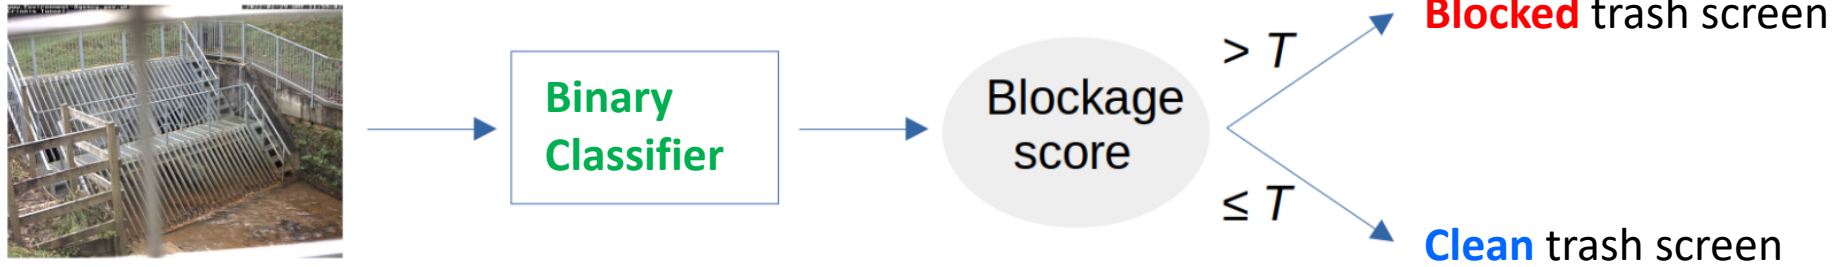 Binary
Classifier
Blockage
score
> T
≤ T
Blocked trash screen
Clean trash screen